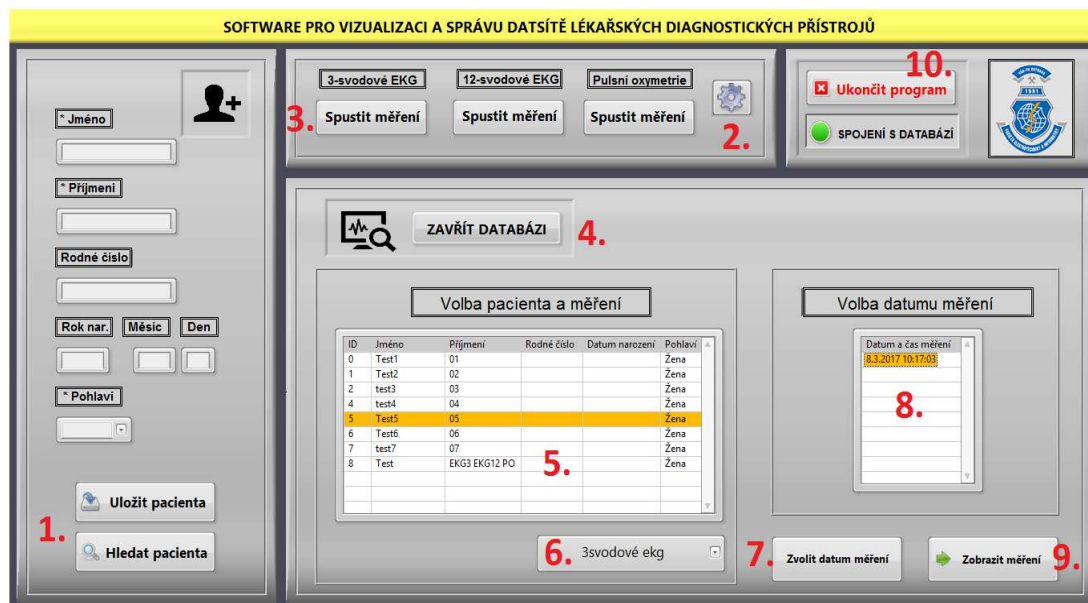 SOFTWARE PRO VIZUALIZACI A SPRÁVU DATSÍTĚ LÉKAŘSKÝCH DIAGNOSTICKÝCH PŘÍSTROJŮ
* Jméno
* Příjmení
Rodné číslo
Rok nar. Měsíc Den
* Pohlaví
1.
Uložit pacienta
Hledat pacienta
3-svodové EKG 12-svodové EKG Pulsní oxymetrie
3. Spustit měření Spustit měření Spustit měření
2.
10.
Ukončit program
SPOJENÍ S DATABÁZÍ
1891
ZAVŘÍT DATABÁZI 4.
Volba pacienta a měření
ID Jméno Příjmení Rodné číslo Datum narození Pohlaví
0 Test1 01 Žena
1 Test2 02 Žena
2 test3 03 Žena
4 test4 04 Žena
5 Test5 05 Žena
6 Test6 06 Žena
7 test7 07 Žena
8 Test EKG3 EKG12 PO Žena
5.
6. 3svodové ekg
Volba datumu měření
Datum a čas měření
8.3.2017 10:17:03
8.
7. Zvolit datum měření
Zobrazit měření 9.